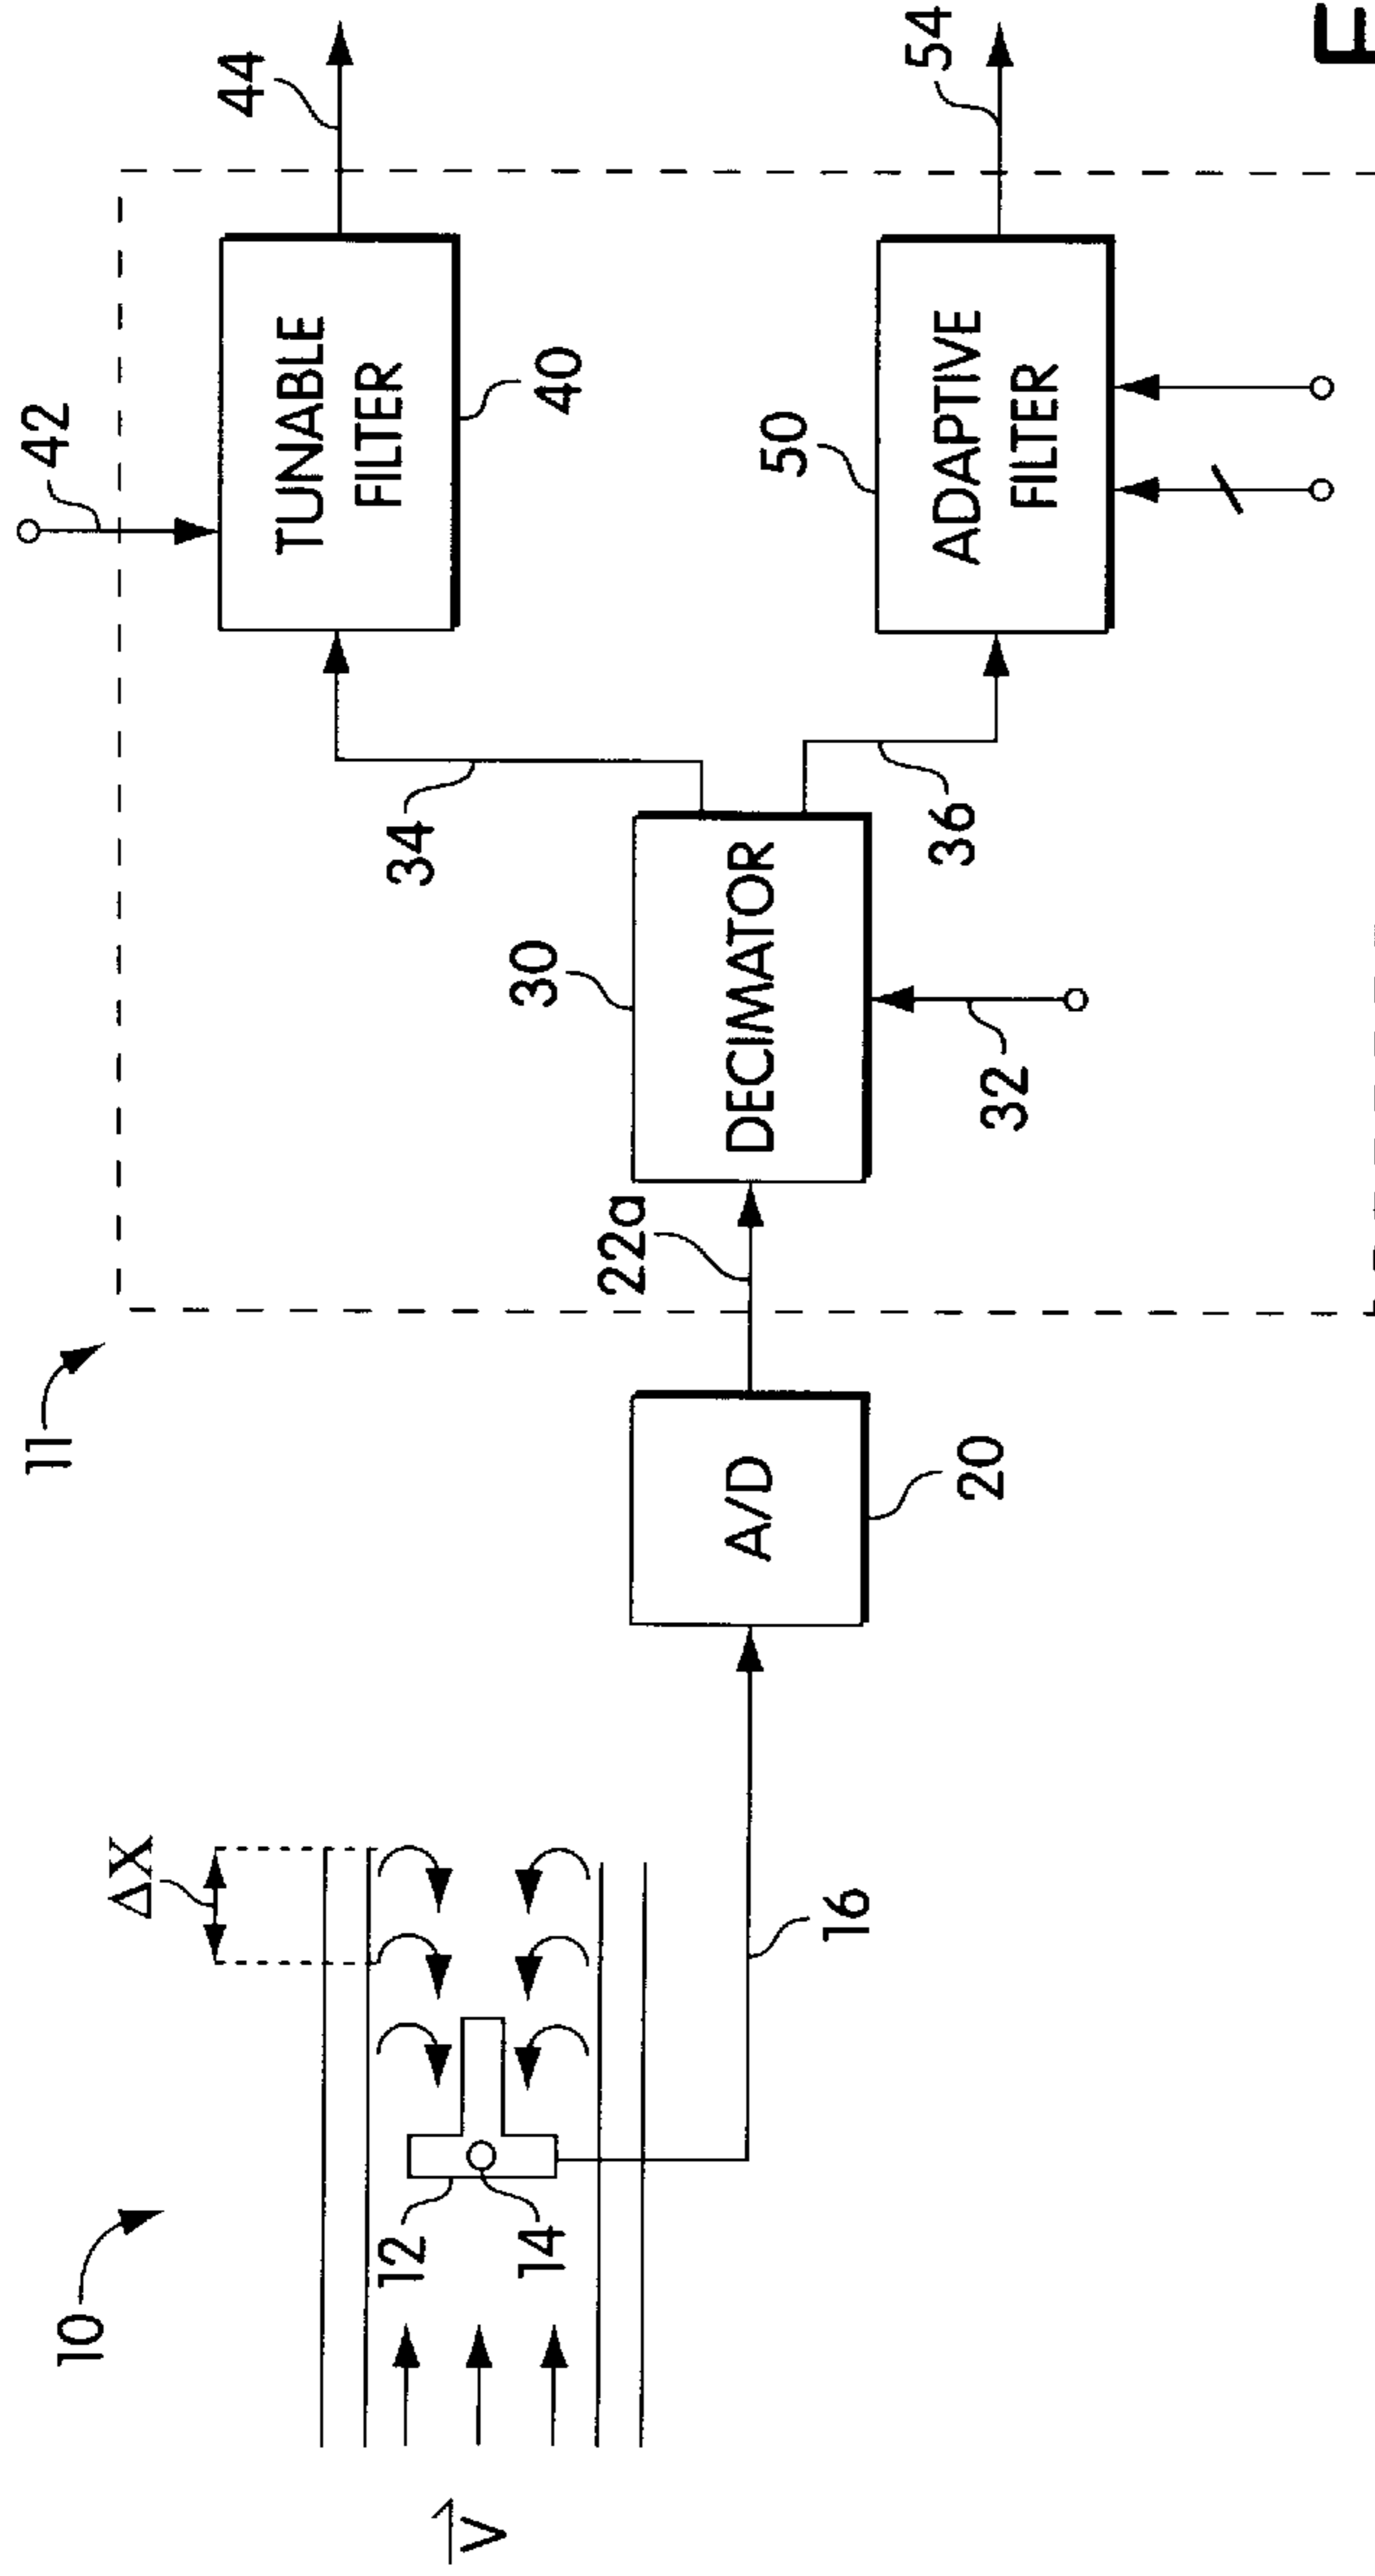 10
11
ΔX
V
12
14
16
A/D
20
22a
30
DECIMATOR
32
34
36
42
TUNABLE
FILTER
40
44
50
ADAPTIVE
FILTER
54